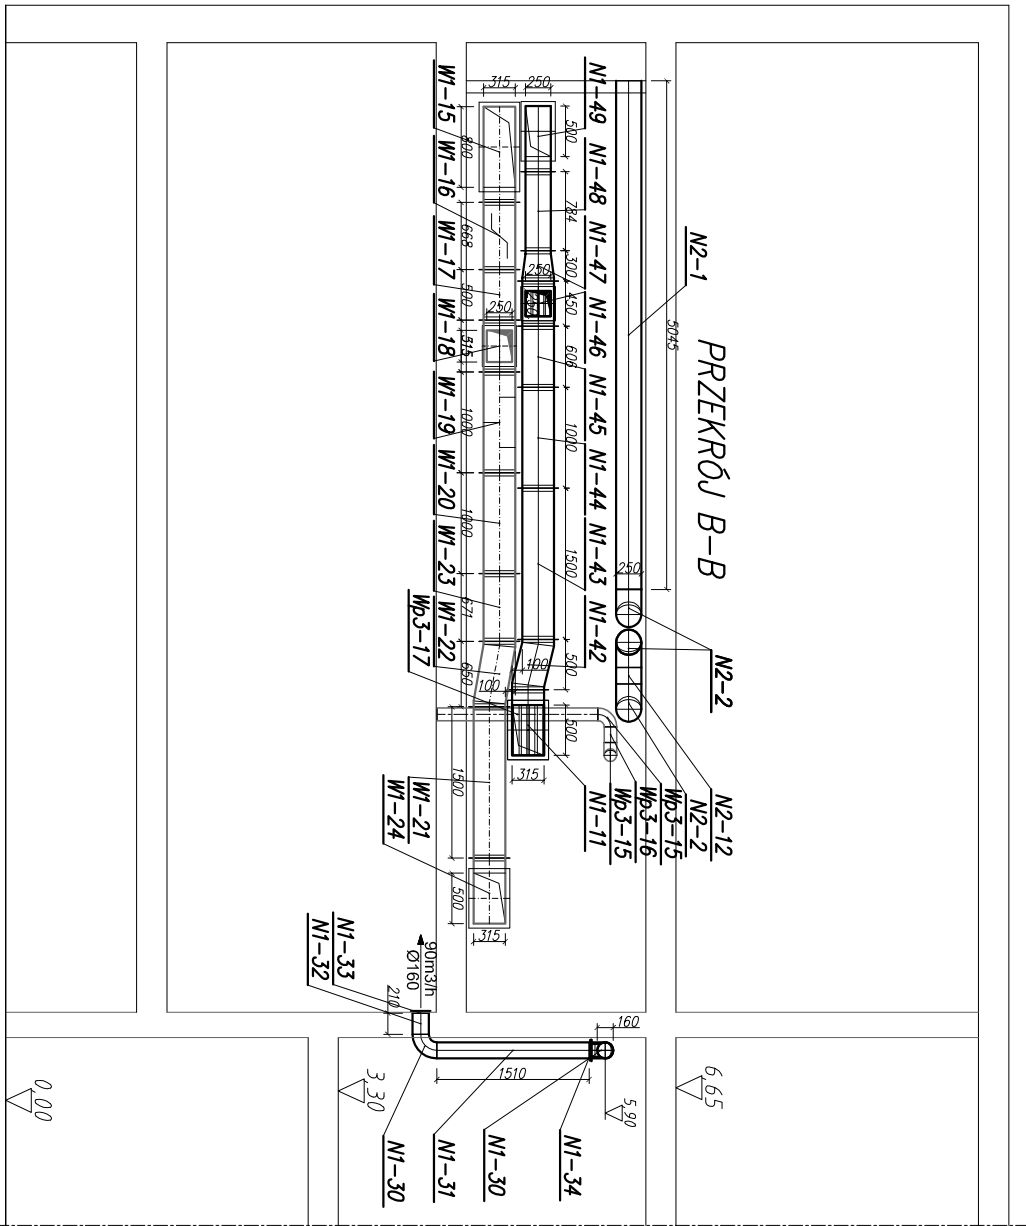 PRZEKRÓJ B-B
N2-1
5045
250
N2-2
N2-12
N2-2
Wp3-15
Wp3-16
Wp3-15
N1-11
N1-49
N1-48
N1-47
N1-46
N1-45
N1-44
N1-43
N1-42
500
784
300
450
606
1000
1500
500
500
250
250
100
315
W1-15
W1-16
W1-17
W1-18
W1-19
W1-20
W1-23
W1-22
Wp3-17
W1-21
W1-24
315
800
668
500
250
315
1000
1000
671
650
100
1500
500
315
N1-33
N1-32
90m3/h
Ø160
210
160
1510
N1-34
N1-30
N1-31
N1-30
6,65
5,90
3,30
0,00